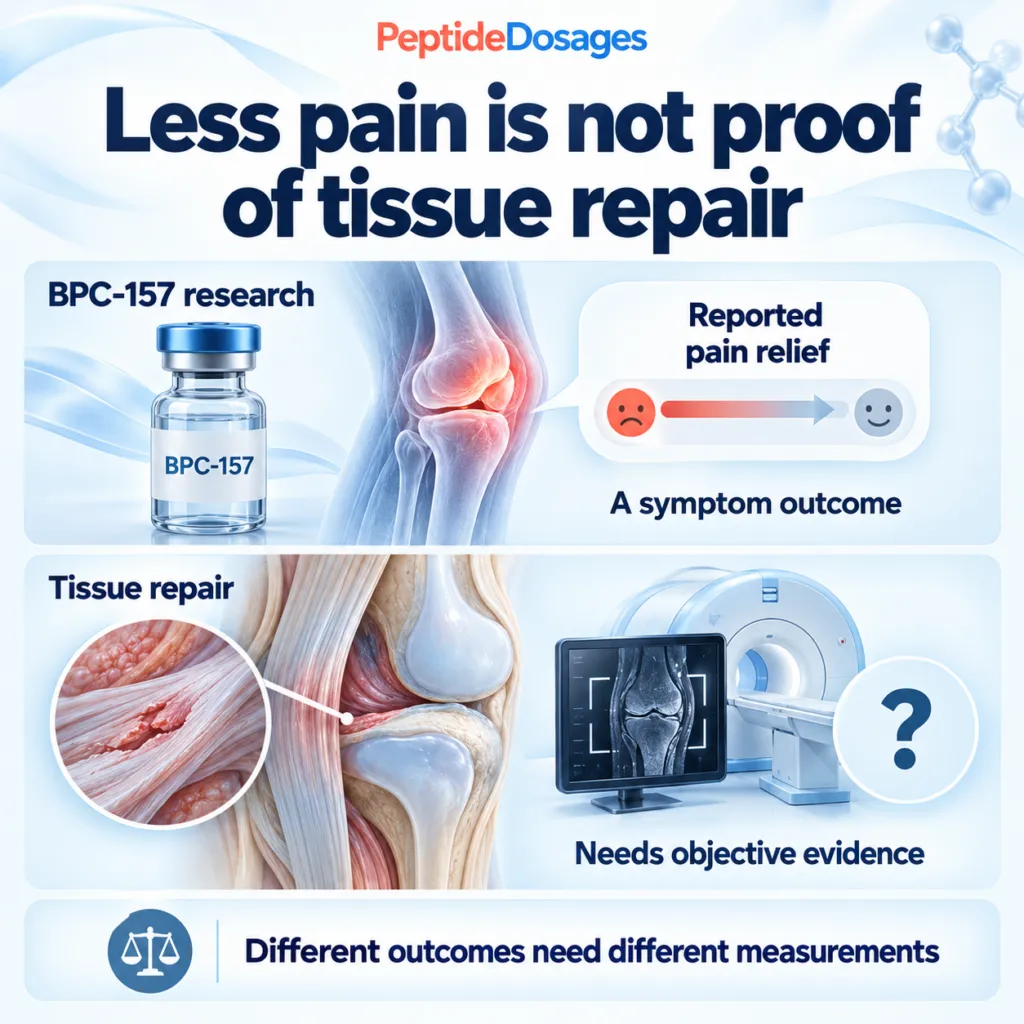 PeptideDosages
Less pain is not proof
of tissue repair
BPC-157 research
BPC-157
Reported
pain relief
A symptom outcome
Tissue repair
?
Needs objective evidence
Different outcomes need different measurements